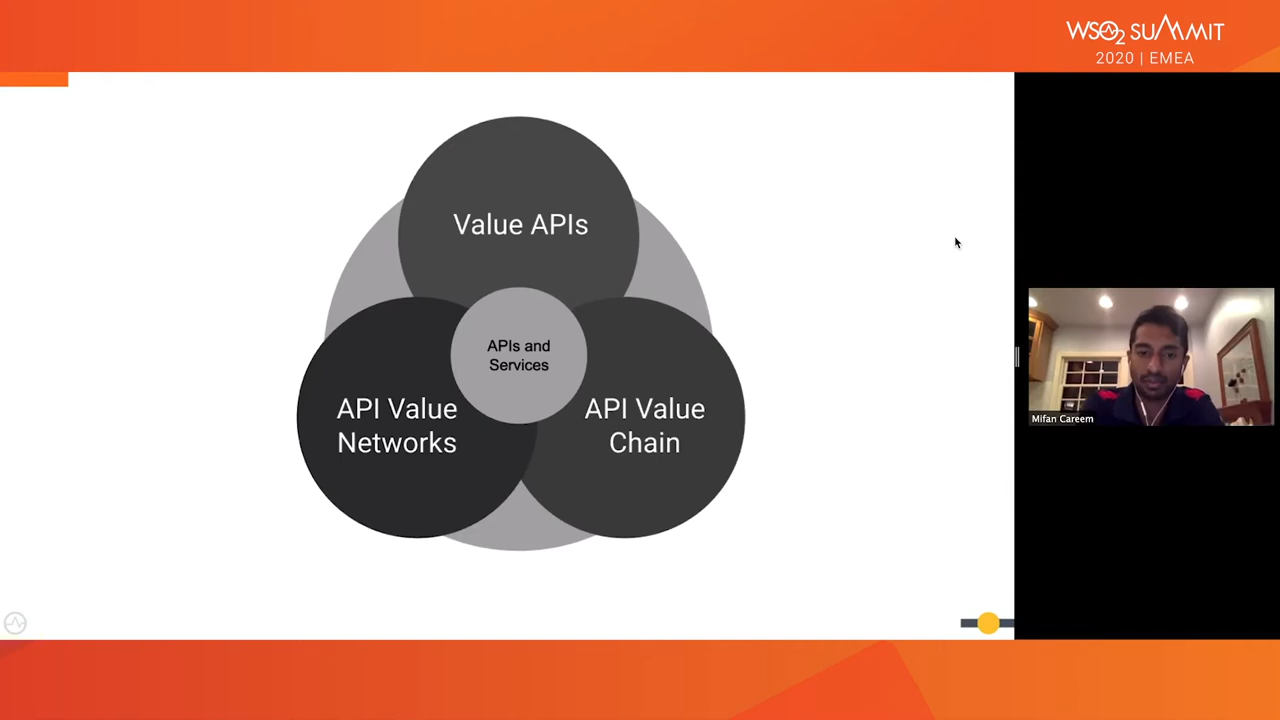 WSO2 SUMMIT
2020 | EMEA
Value APIs
APIs and
Services
API Value
Networks
API Value
Chain
Mifan Careem